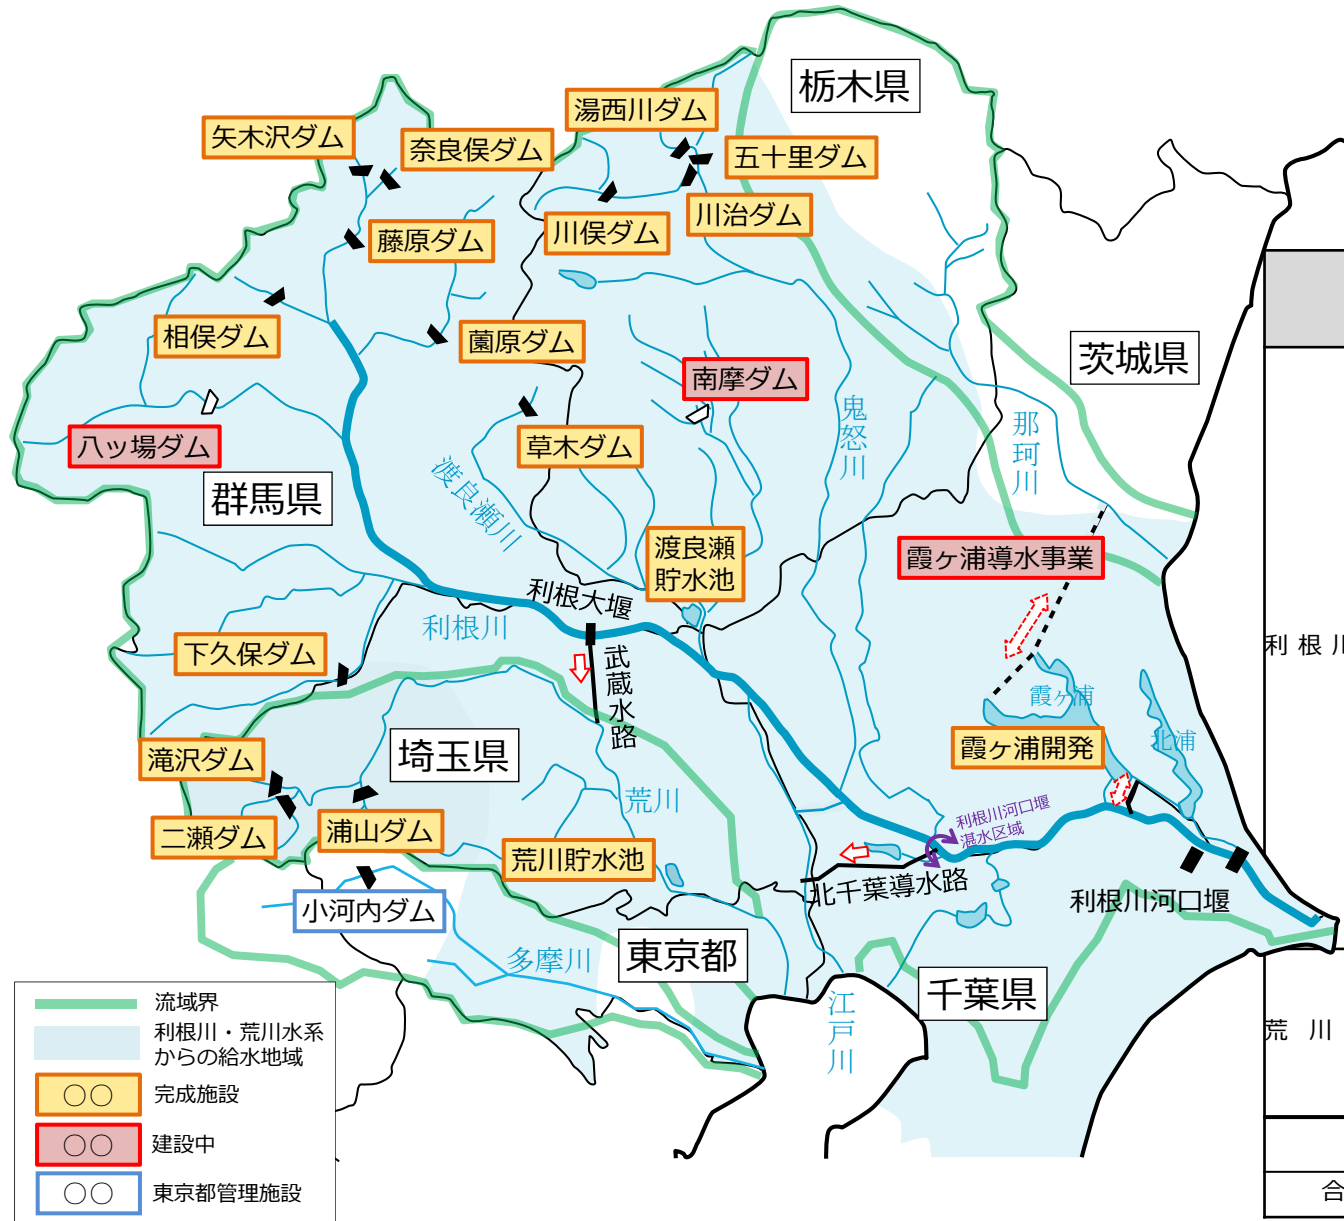 栃木県
湯西川ダム
矢木沢ダム
奈良俣ダム
五十里ダム
川治ダム
川俣ダム
藤原ダム
相俣ダム
薗原ダム
茨城県
南摩ダム
八ッ場ダム
草木ダム
鬼怒川
那珂川
群馬県
渡良瀬川
渡良瀬
貯水池
霞ヶ浦導水事業
利根大堰
利根川
下久保ダム
武蔵水路
利根川
霞ヶ浦
北浦
霞ヶ浦開発
滝沢ダム
埼玉県
荒川
二瀬ダム
浦山ダム
荒川貯水池
利根川河口堰
湛水区域
北千葉導水路
利根川河口堰
小河内ダム
多摩川
東京都
千葉県
江戸川
流域界
利根川・荒川水系
からの給水地域
〇〇 完成施設
〇〇 建設中
〇〇 東京都管理施設
荒川
合